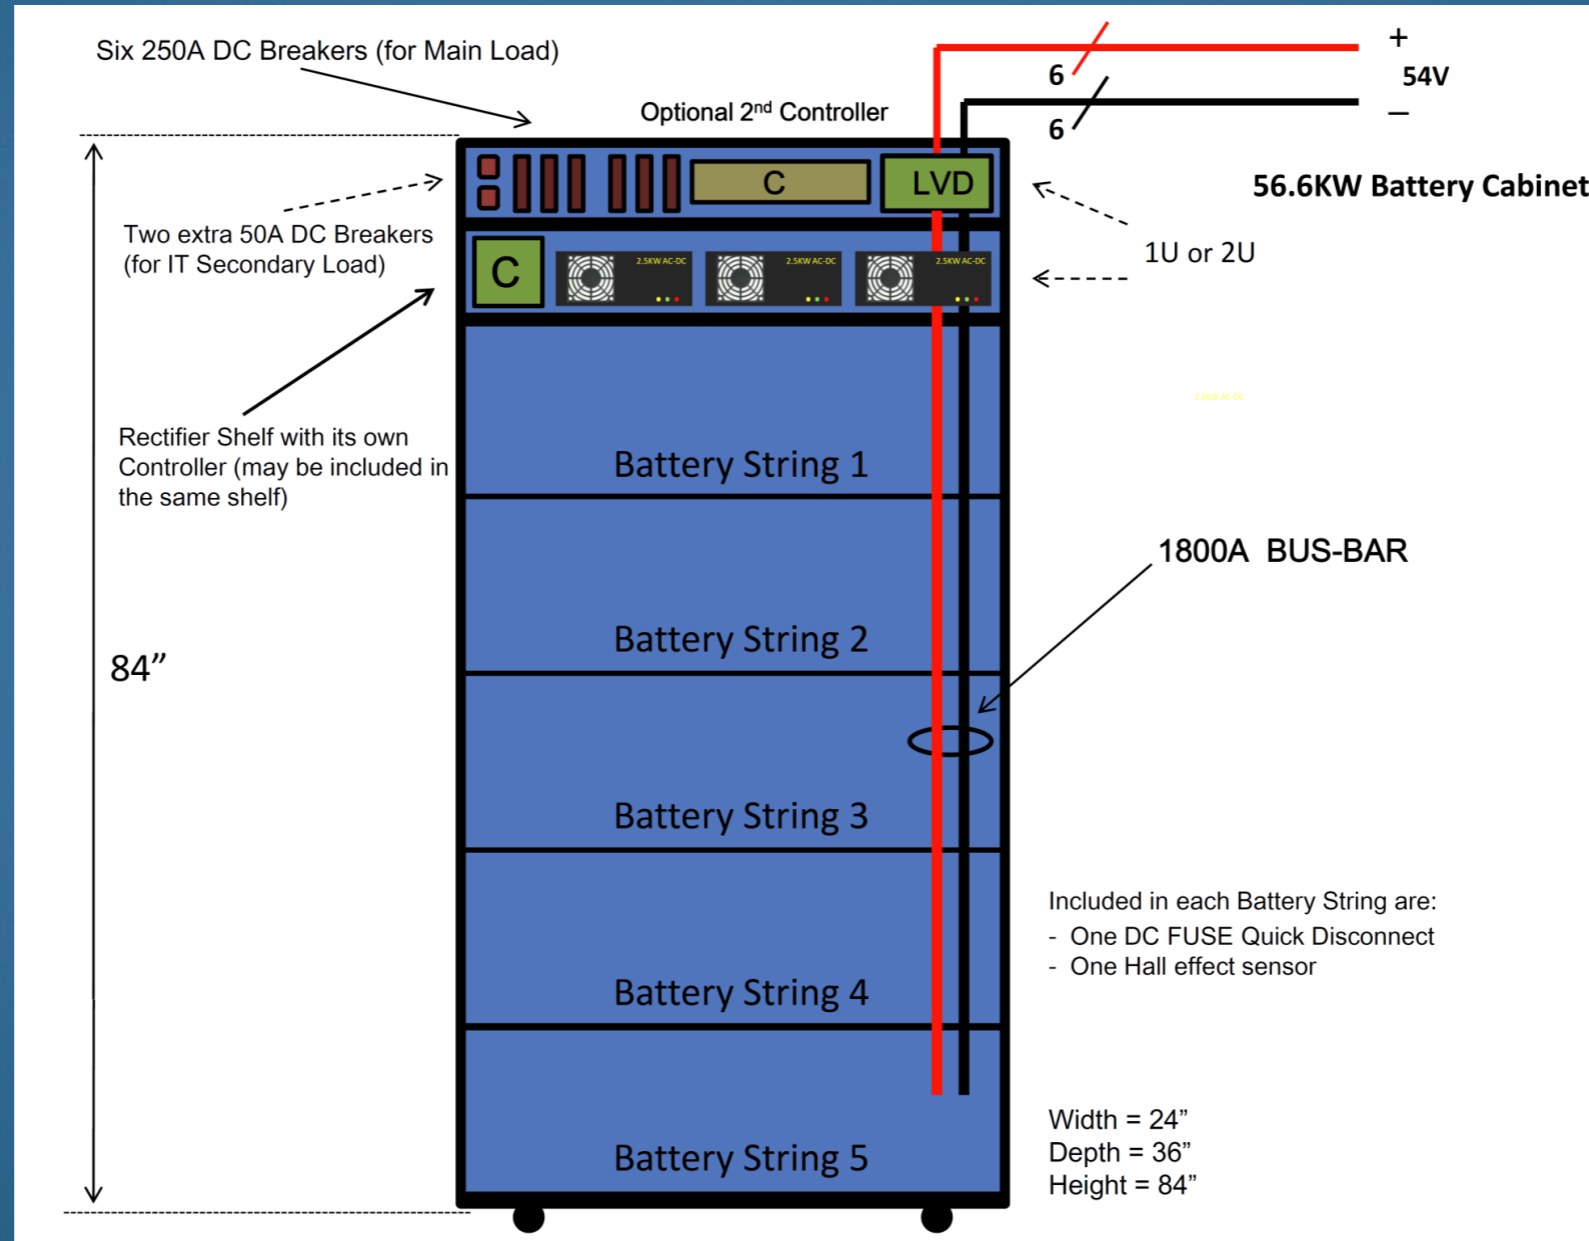 Six 250A DC Breakers (for Main Load)
+
6
54V
Optional 2nd Controller
–
6
C
LVD
56.6KW Battery Cabinet
Two extra 50A DC Breakers
(for IT Secondary Load)
1U or 2U
C
2.5KW AC-DC
2.5KW AC-DC
2.5KW AC-DC
2.5KW AC-DC
Rectifier Shelf with its own
Controller (may be included in
the same shelf)
Battery String 1
1800A BUS-BAR
Battery String 2
84”
Battery String 3
Included in each Battery String are:
- One DC FUSE Quick Disconnect
- One Hall effect sensor
Battery String 4
Width = 24”
Depth = 36”
Height = 84”
Battery String 5